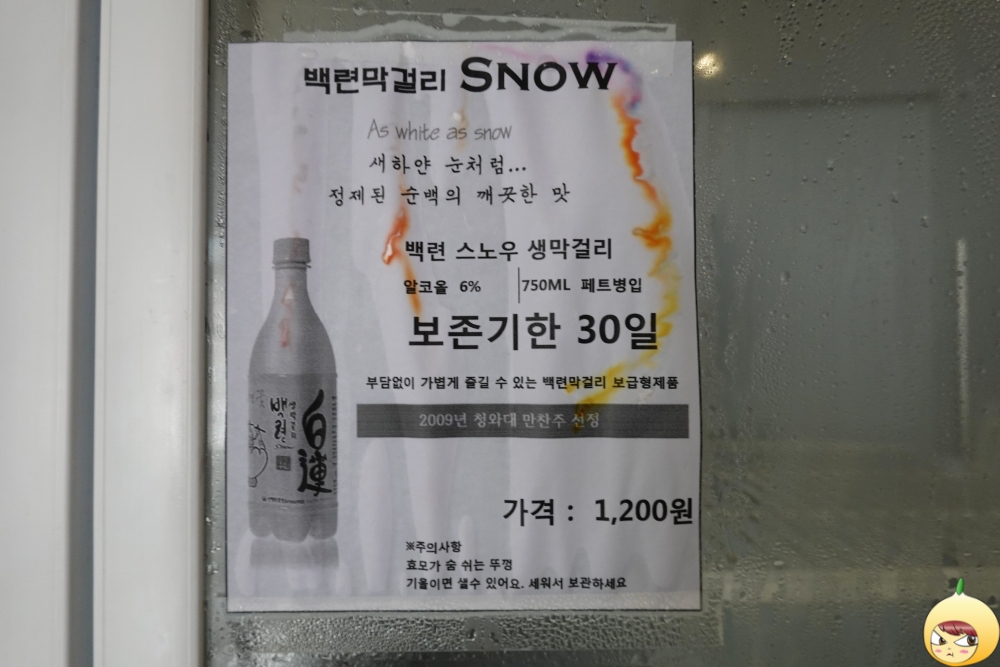 백련막걸리 SNOW
As white as snow
새하얀 눈처럼...
정제된 순백의 깨끗한 맛
백련 스노우 생막걸리
알코올 6% 750ML 페트병입
보존기한 30일
부담없이 가볍게 즐길 수 있는 백련막걸리 보급형제품
2009년 청와대 만찬주 선정
백련
白蓮
가격 : 1,200원
※주의사항
효모가 숨 쉬는 뚜껑
기울이면 샐수 있어요. 세워서 보관하세요